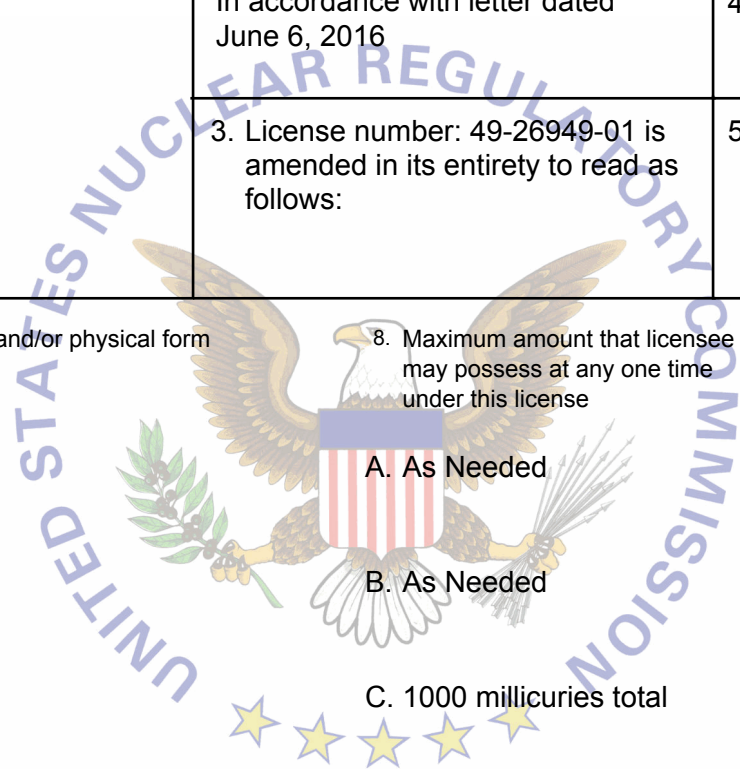 In accordance with letter dated
4
June 6, 2016
3. License number: 49-26949-01 is
amended in its entirety to read as
follows:
5
and/or physical form
8. Maximum amount that licensee
may possess at any one time
under this license
A. As Needed
B. As Needed
C. 1000 millicuries total
UNITED STATES NUCLEAR REGULATORY COMMISSION